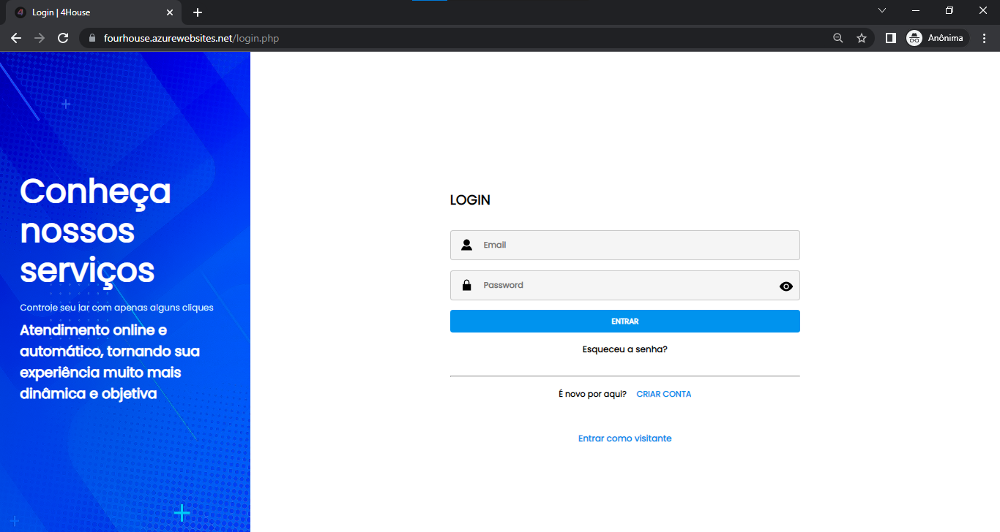 Login | 4House
fourhouse.azurewebsites.net/login.php
Anônima
Conheça
nossos
serviços
Controle seu lar com apenas alguns cliques
Atendimento online e
automático, tornando sua
experiência muito mais
dinâmica e objetiva
LOGIN
Email
Password
ENTRAR
Esqueceu a senha?
É novo por aqui? CRIAR CONTA
Entrar como visitante